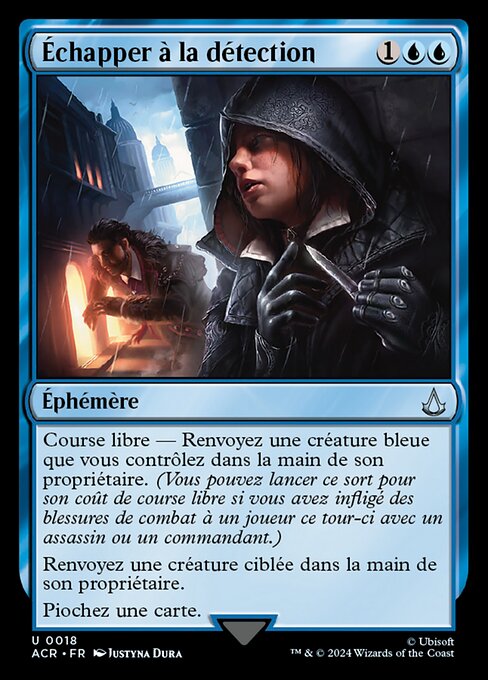 Échapper à la détection
1
Éphémère
Course libre — Renvoyez une créature bleue
que vous contrôlez dans la main de son
propriétaire. (Vous pouvez lancer ce sort pour
son coût de course libre si vous avez infligé des
blessures de combat à un joueur ce tour-ci avec un
assassin ou un commandant.)
Renvoyez une créature ciblée dans la main de
son propriétaire.
Piochez une carte.
U 0018
ACR • FR Justyna Dura
© Ubisoft
™ & © 2024 Wizards of the Coast